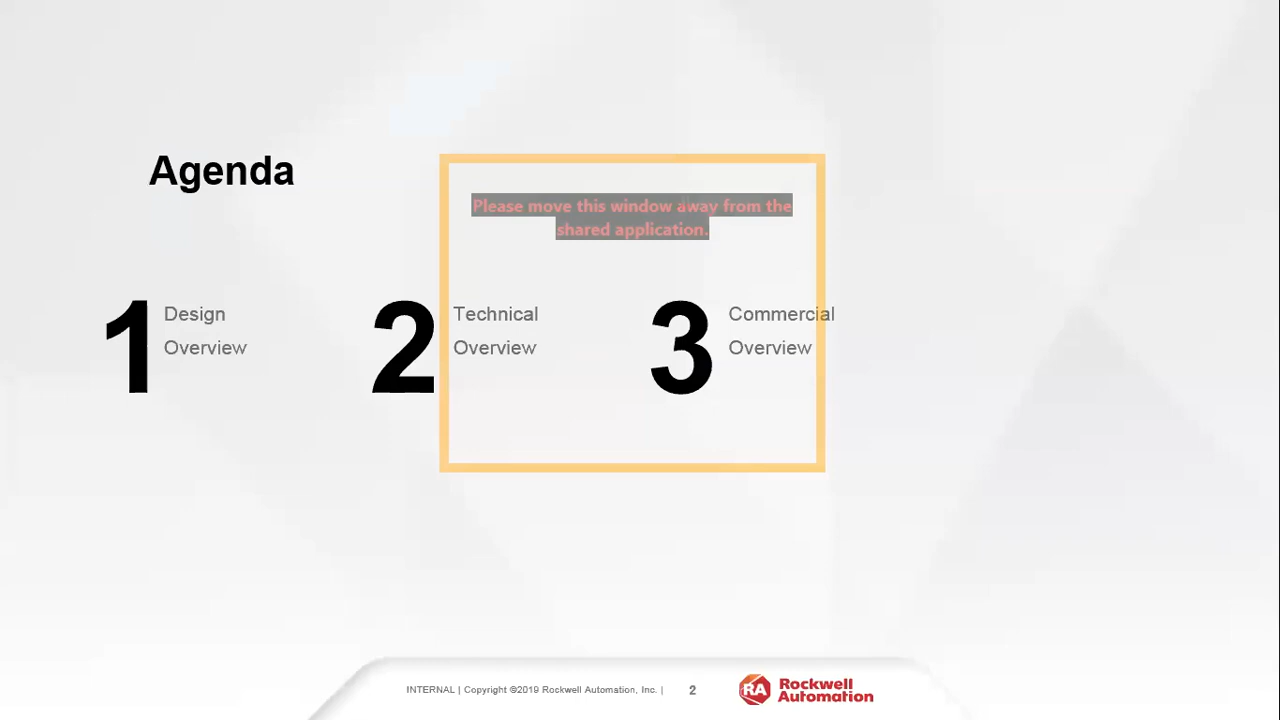 Agenda
Please move this window away from the
shared application.
1 Design
Overview
2 Technical
Overview
3 Commercial
Overview
INTERNAL | Copyright ©2019 Rockwell Automation, Inc. | 2
RA Rockwell
Automation